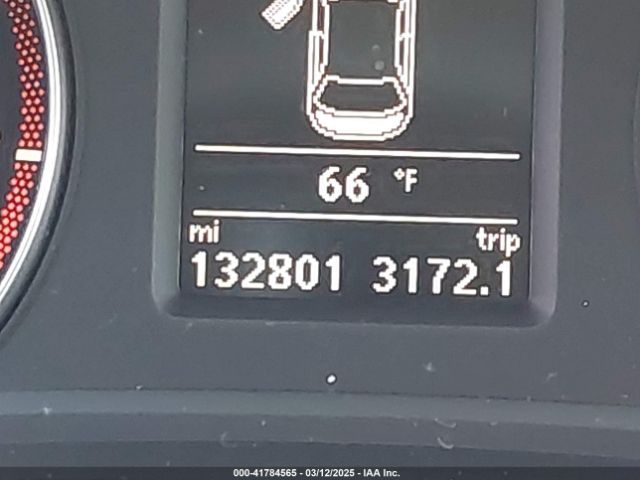 66 °F
mi trip
132801 3172.1
000-41784565 - 03/12/2025 - IAA Inc.